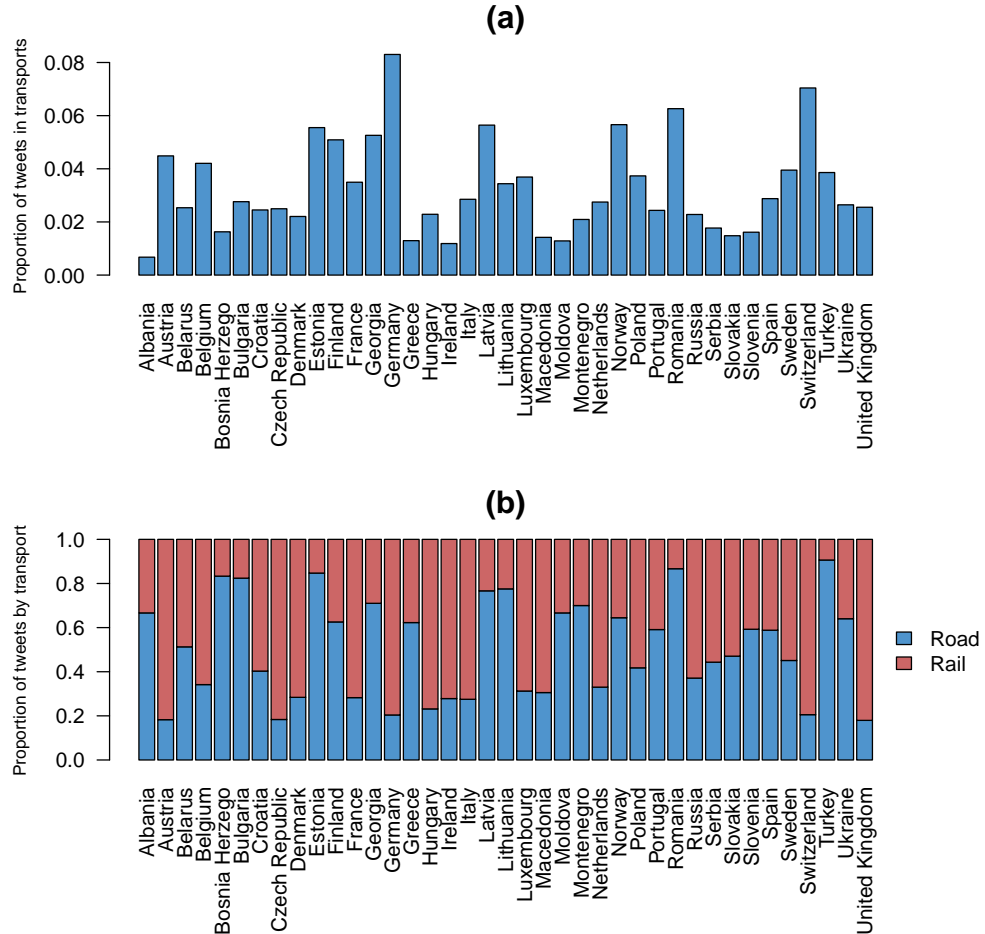 (a)
Proportion of tweets in transports
0.08
0.06
0.04
0.02
0.00
Albania
Austria
Belarus
Belgium
Bosnia Herzego
Bulgaria
Croatia
Czech Republic
Denmark
Estonia
Finland
France
Georgia
Germany
Greece
Hungary
Ireland
Italy
Latvia
Lithuania
Luxembourg
Macedonia
Moldova
Montenegro
Netherlands
Norway
Poland
Portugal
Romania
Russia
Serbia
Slovakia
Slovenia
Spain
Sweden
Switzerland
Turkey
Ukraine
United Kingdom
(b)
Proportion of tweets by transport
1.0
0.8
0.6
0.4
0.2
0.0
Road
Rail
Albania
Austria
Belarus
Belgium
Bosnia Herzego
Bulgaria
Croatia
Czech Republic
Denmark
Estonia
Finland
France
Georgia
Germany
Greece
Hungary
Ireland
Italy
Latvia
Lithuania
Luxembourg
Macedonia
Moldova
Montenegro
Netherlands
Norway
Poland
Portugal
Romania
Russia
Serbia
Slovakia
Slovenia
Spain
Sweden
Switzerland
Turkey
Ukraine
United Kingdom